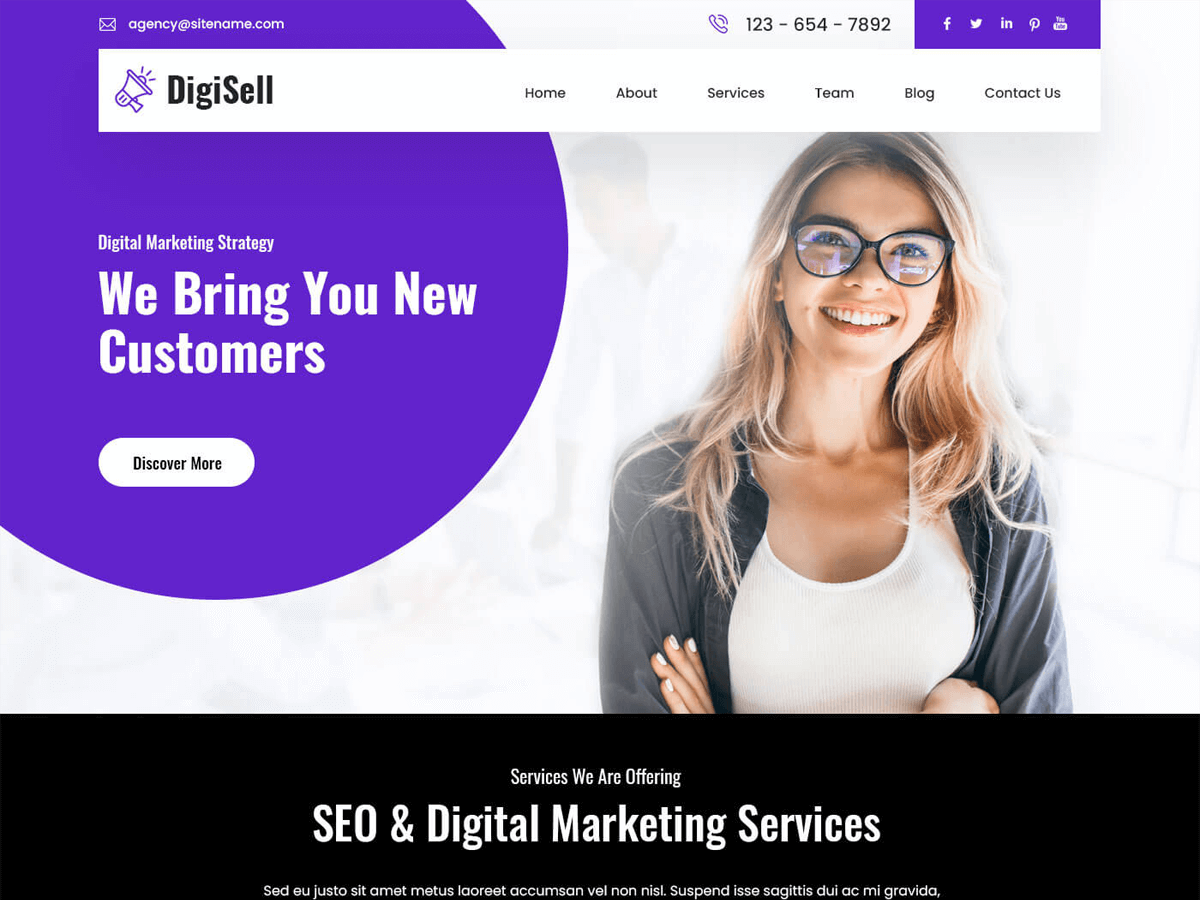 agency@sitename.com
123 - 654 - 7892
You
Tube
DigiSell
Home
About
Services
Team
Blog
Contact Us
Digital Marketing Strategy
We Bring You New
Customers
Discover More
Services We Are Offering
SEO & Digital Marketing Services
Sed eu justo sit amet metus laoreet accumsan vel non nisl. Suspend isse sagittis dui ac mi gravida,